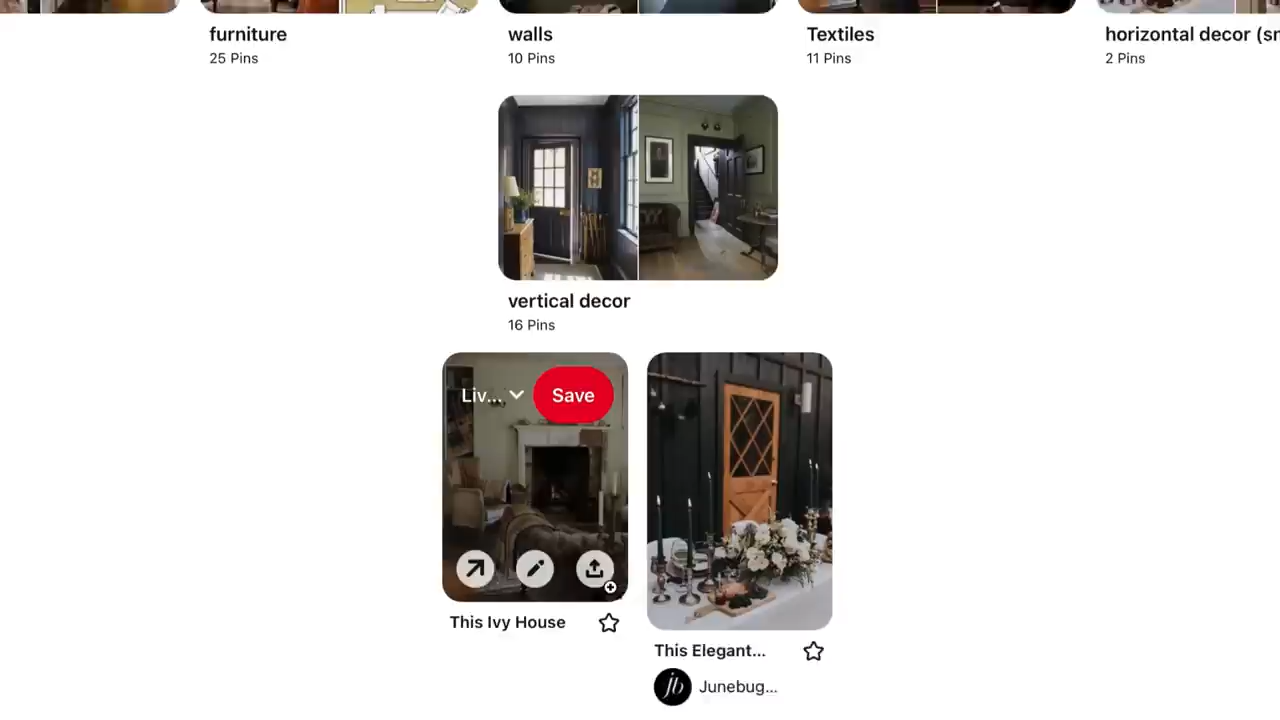 furniture
25 Pins
walls
10 Pins
Textiles
11 Pins
horizontal decor (sr
2 Pins
vertical decor
16 Pins
Liv...
Save
This Ivy House
This Elegant...
jb
Junebug...